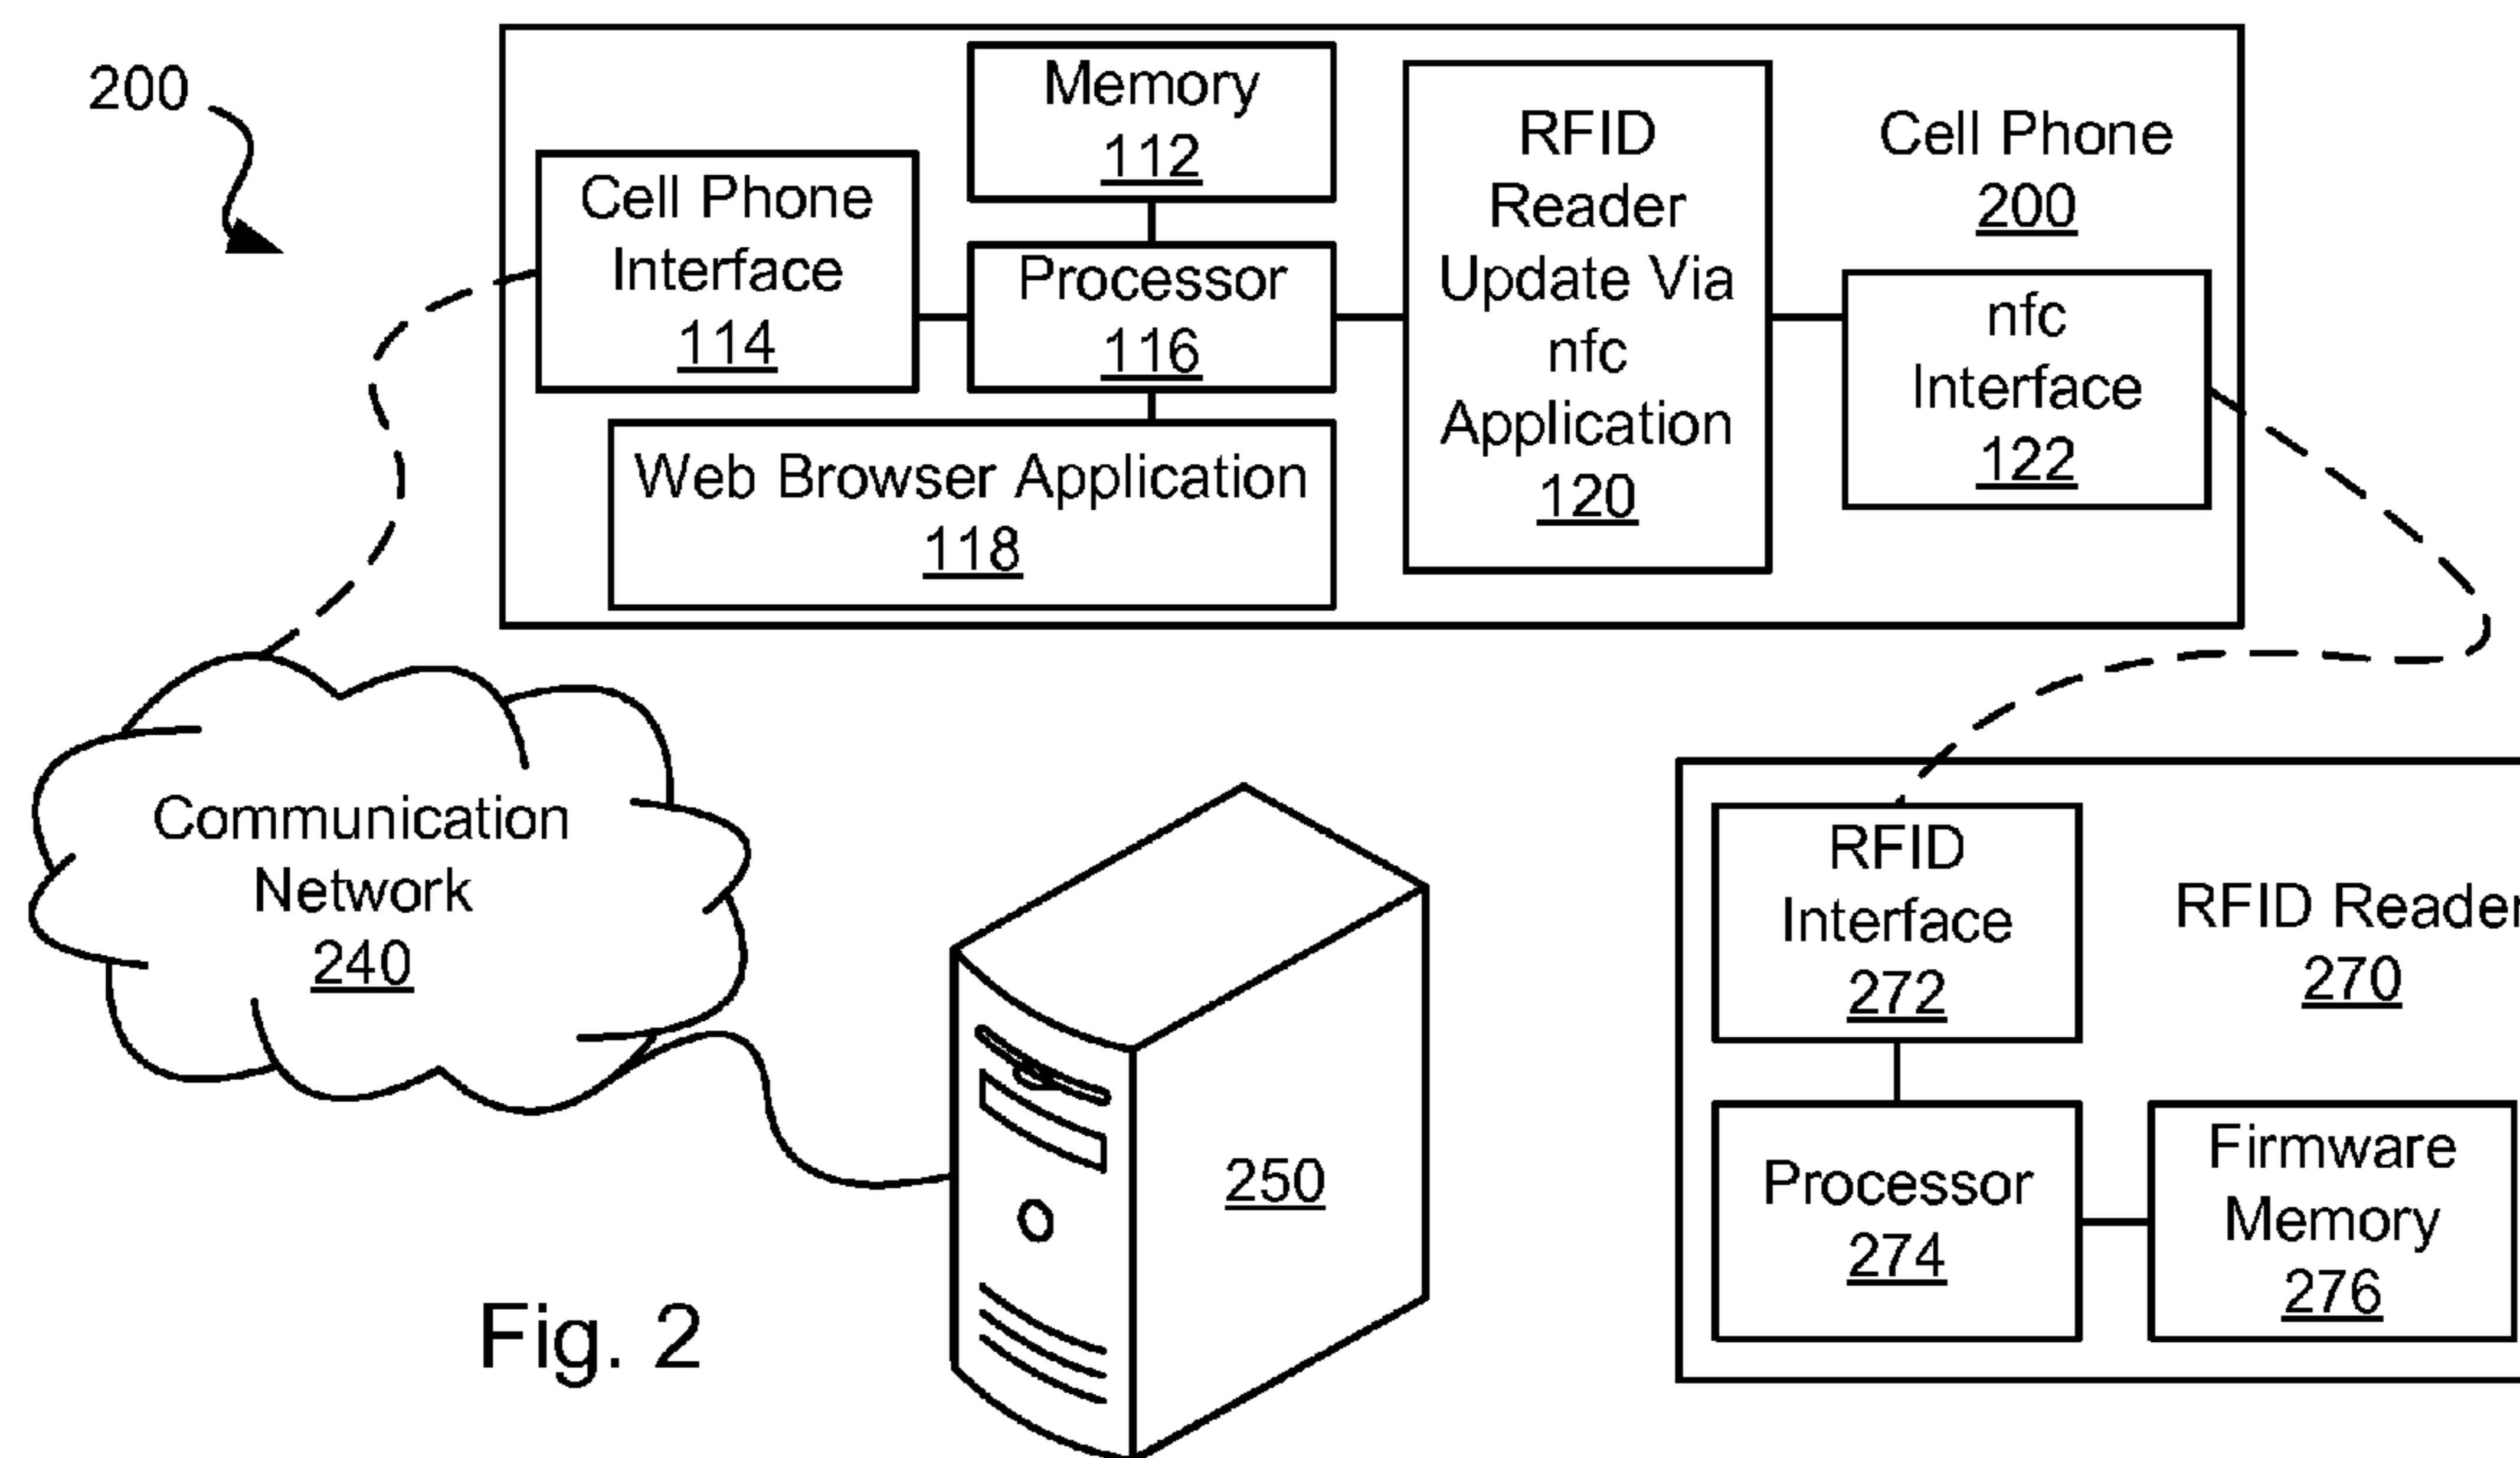 200
Memory
112
Cell Phone
Interface
114
Processor
116
Web Browser Application
118
RFID
Reader
Update Via
nfc
Application
120
Cell Phone
200
nfc
Interface
122
Communication
Network
240
250
RFID
Interface
272
RFID Reader
270
Processor
274
Firmware
Memory
276
Fig. 2